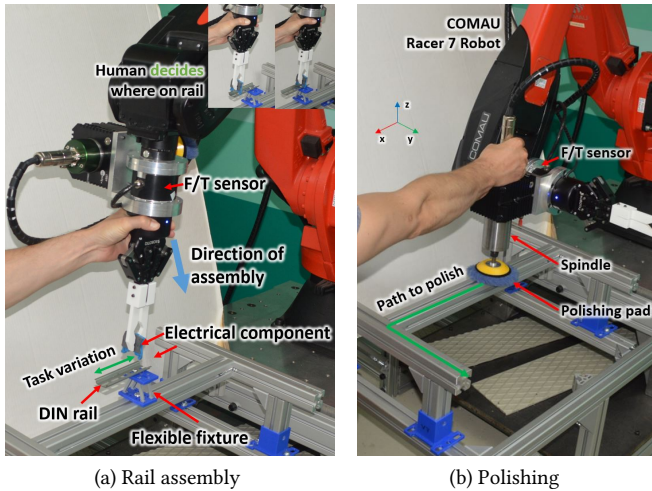 Human decides
where on rail
F/T sensor
Direction of
assembly
Electrical component
Task variation
DIN rail
Flexible fixture
(a) Rail assembly
COMAU
Racer 7 Robot
z
x
y
COMAU
F/T sensor
Spindle
Path to polish
Polishing pad
(b) Polishing